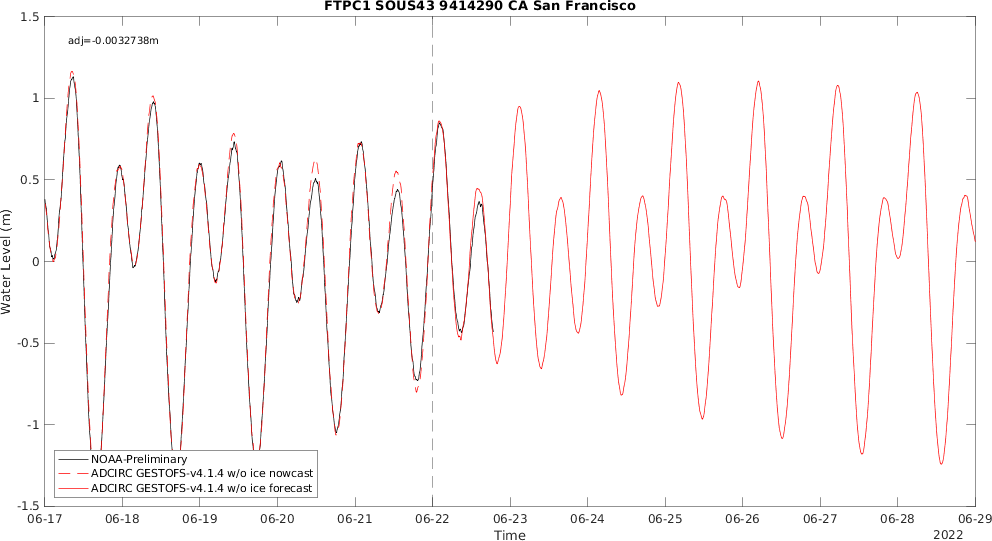 FTPC1 SOUS43 9414290 CA San Francisco
adj=-0.0032738m
1.5
1
0.5
0
-0.5
-1
-1.5
Water Level (m)
NOAA-Preliminary
ADCIRC GESTOFS-v4.1.4 w/o ice nowcast
ADCIRC GESTOFS-v4.1.4 w/o ice forecast
06-17 06-18 06-19 06-20 06-21 06-22 06-23 06-24 06-25 06-26 06-27 06-28 06-29
Time
2022